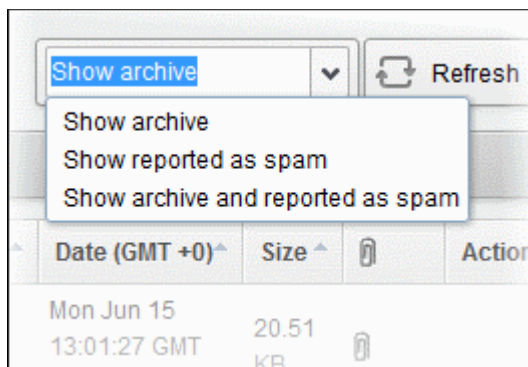 Show archive
Refresh
Show archive
Show reported as spam
Show archive and reported as spam
Date (GMT +0)
Size
Action
Mon Jun 15
13:01:27 GMT
20.51
KB